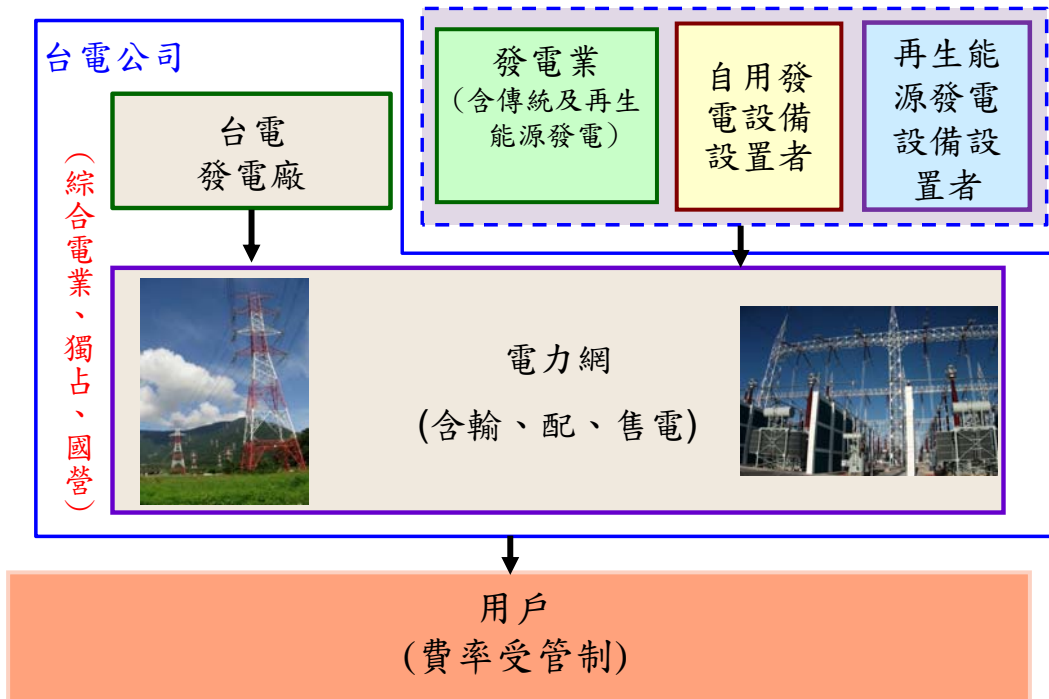 台電公司
(綜合電業、獨占、國營)
台電
發電廠
發電業
(含傳統及再生
能源發電)
自用發
電設備
設置者
再生能
源發電
設備設
置者
電力網
(含輸、配、售電)
用戶
(費率受管制)